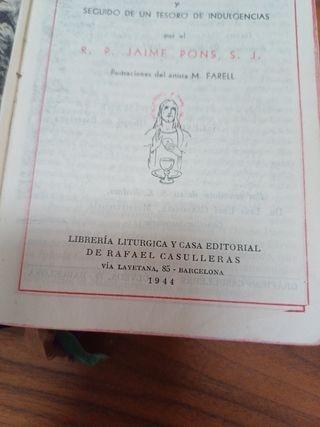 y
SEGUIDO DE UN TESORO DE INDULGENCIAS
por el
R. P. JAIME PONS, S. J.
Ilustraciones del artista M. FARELL
LIBRERÍA LITURGICA Y CASA EDITORIAL
DE RAFAEL CASULLERAS
VÍA LAYETANA, 85 - BARCELONA
1944